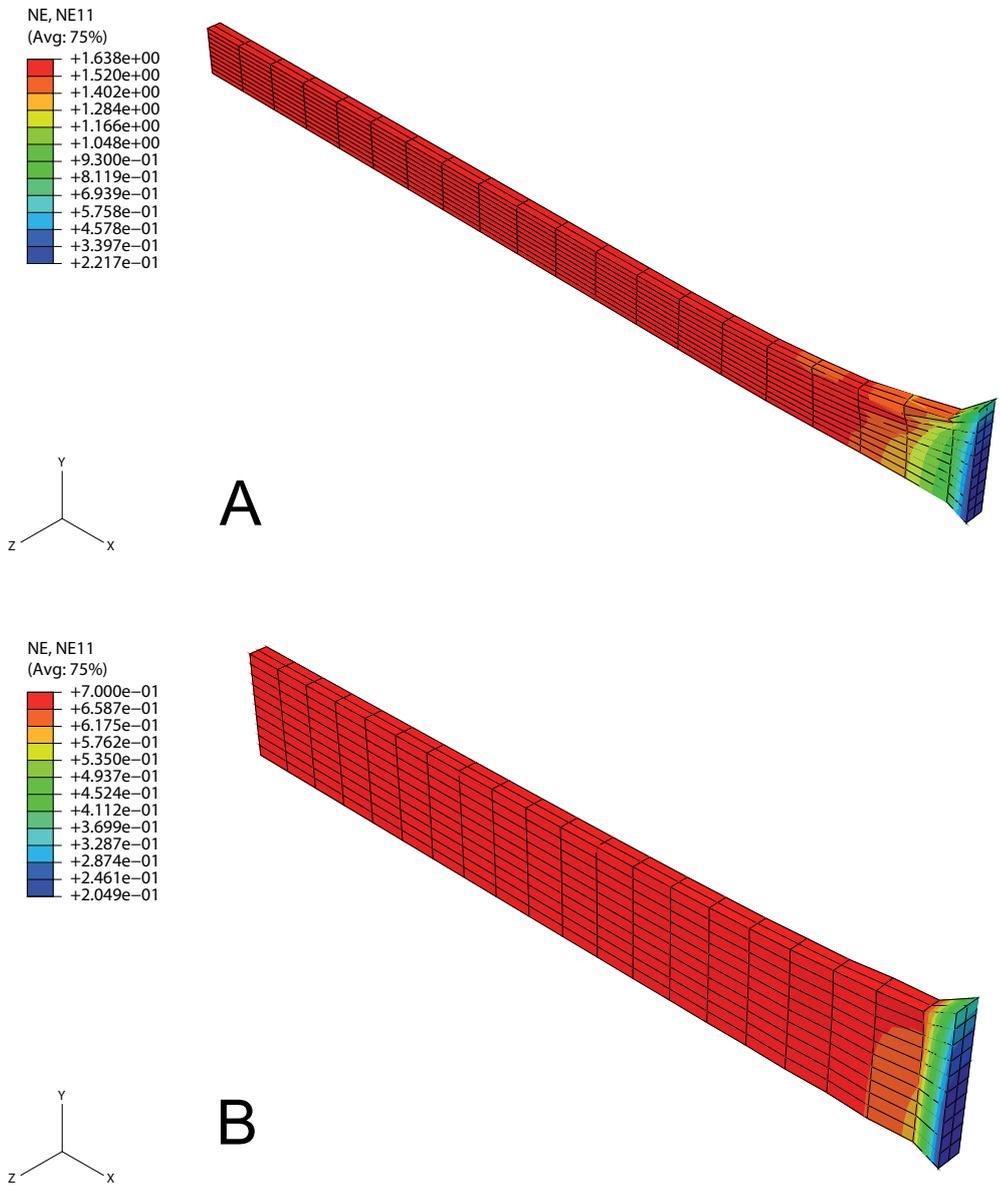 NE, NE11
(Avg: 75%)
+1.638e+00
+1.520e+00
+1.402e+00
+1.284e+00
+1.166e+00
+1.048e+00
+9.300e−01
+8.119e−01
+6.939e−01
+5.758e−01
+4.578e−01
+3.397e−01
+2.217e−01
Y
Z
X
A
NE, NE11
(Avg: 75%)
+7.000e−01
+6.587e−01
+6.175e−01
+5.762e−01
+5.350e−01
+4.937e−01
+4.524e−01
+4.112e−01
+3.699e−01
+3.287e−01
+2.874e−01
+2.461e−01
+2.049e−01
Y
Z
X
B